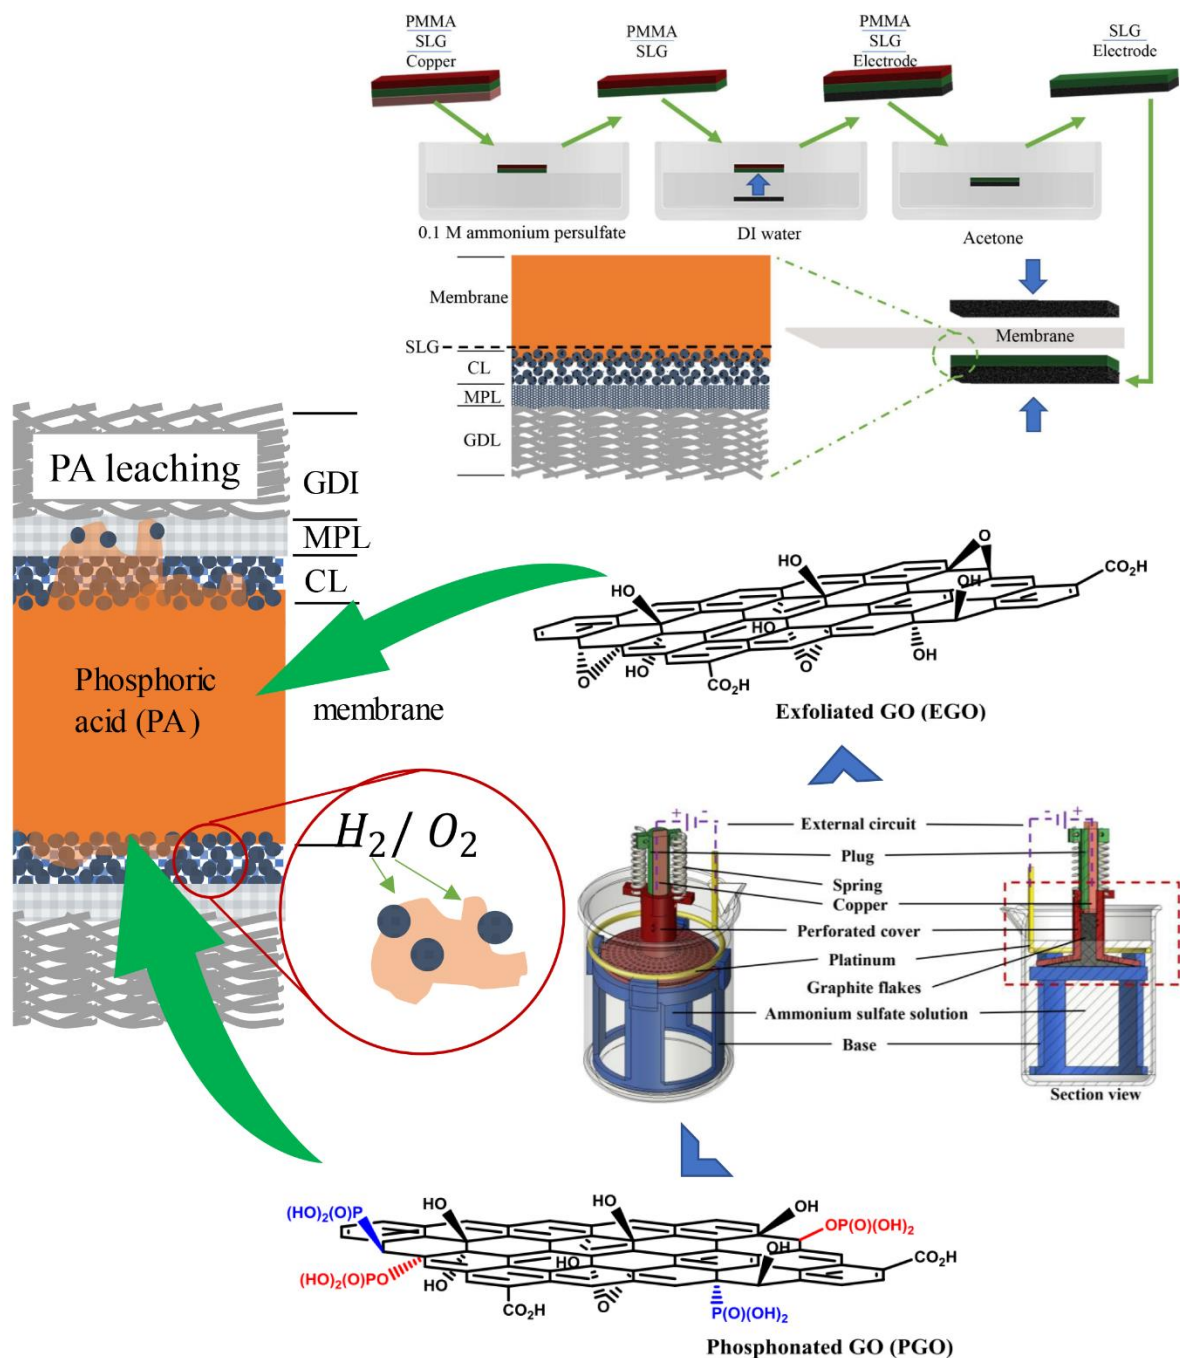 PMMA
SLG
Copper
PMMA
SLG
PMMA
SLG
Electrode
SLG
Electrode
0.1 M ammonium persulfate
DI water
Acetone
Membrane
SLG
CL
MPL
GDL
Membrane
PA leaching
GDI
MPL
CL
Phosphoric
acid (PA)
membrane
H₂/ O₂
HO
HO
O
OH
CO₂H
HO
HO
O
O
OH
CO₂H
Exfoliated GO (EGO)
+ -
- +
External circuit
Plug
Spring
Copper
Perforated cover
Platinum
Graphite flakes
Ammonium sulfate solution
Base
Section view
(HO)₂(O)P
HO
HO
OH
OP(O)(OH)₂
OH
CO₂H
HO
(HO)₂(O)PO
HO
CO₂H
O
P(O)(OH)₂
Phosphonated GO (PGO)